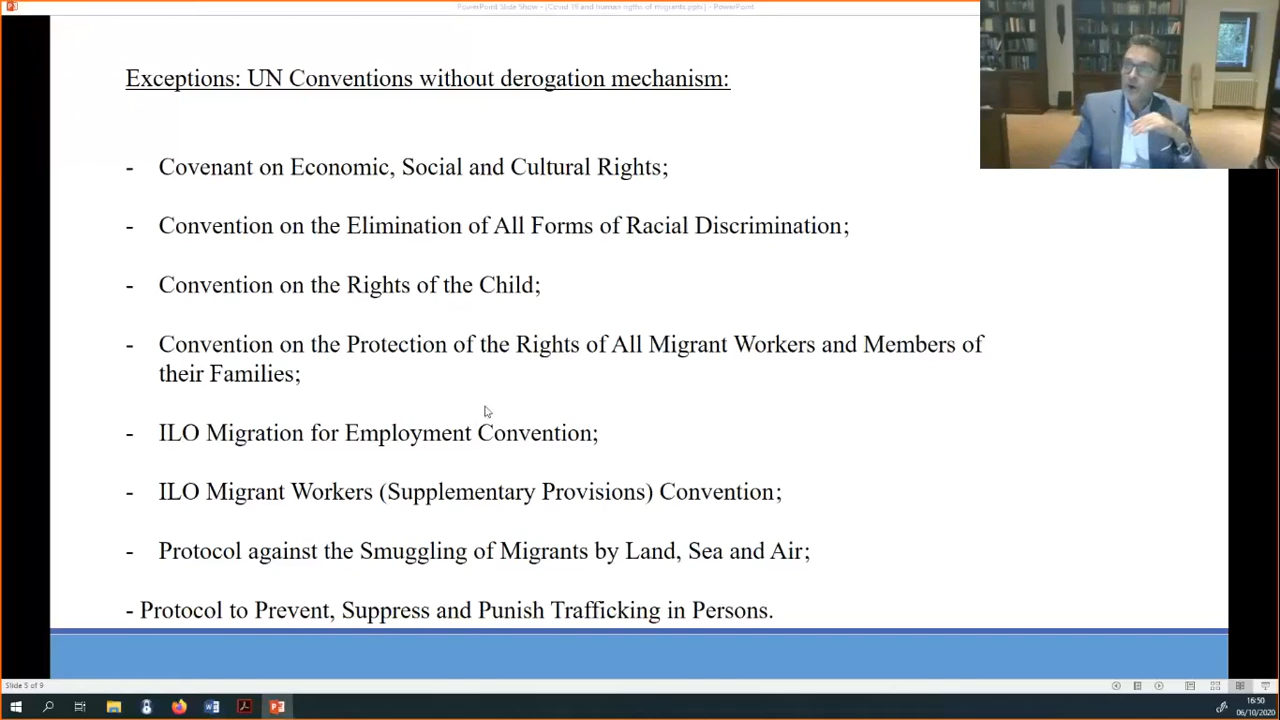 PowerPoint Slide Show - [Covid 19 and human rigths of migrants.pptx] - PowerPoint
Exceptions: UN Conventions without derogation mechanism:
- Covenant on Economic, Social and Cultural Rights;
- Convention on the Elimination of All Forms of Racial Discrimination;
- Convention on the Rights of the Child;
- Convention on the Protection of the Rights of All Migrant Workers and Members of
their Families;
- ILO Migration for Employment Convention;
- ILO Migrant Workers (Supplementary Provisions) Convention;
- Protocol against the Smuggling of Migrants by Land, Sea and Air;
- Protocol to Prevent, Suppress and Punish Trafficking in Persons.
Slide 5 of 9
16:50
06/10/2020